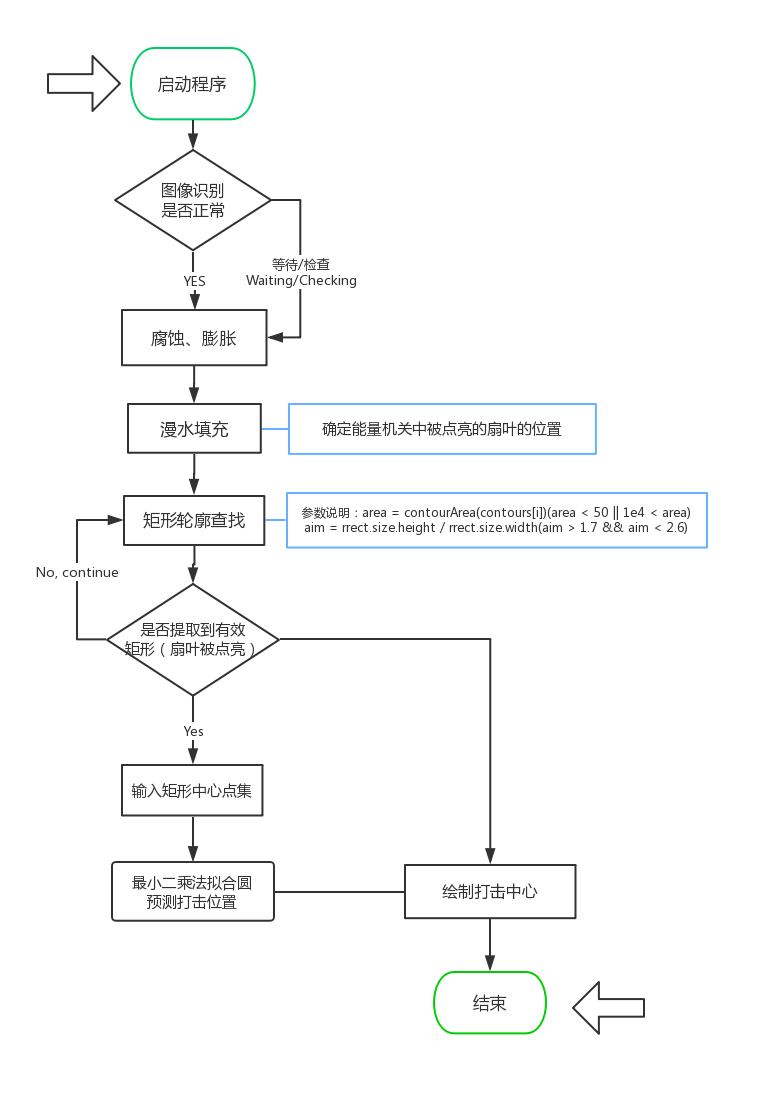 启动程序
图像识别
是否正常
等待/检查
Waiting/Checking
YES
腐蚀、膨胀
漫水填充
确定能量机关中被点亮的扇叶的位置
矩形轮廓查找
参数说明：area = contourArea(contours[i])(area < 50 || 1e4 < area)
aim = rrect.size.height / rrect.size.width(aim > 1.7 && aim < 2.6)
No, continue
是否提取到有效
矩形（扇叶被点亮）
Yes
输入矩形中心点集
最小二乘法拟合圆
预测打击位置
绘制打击中心
结束